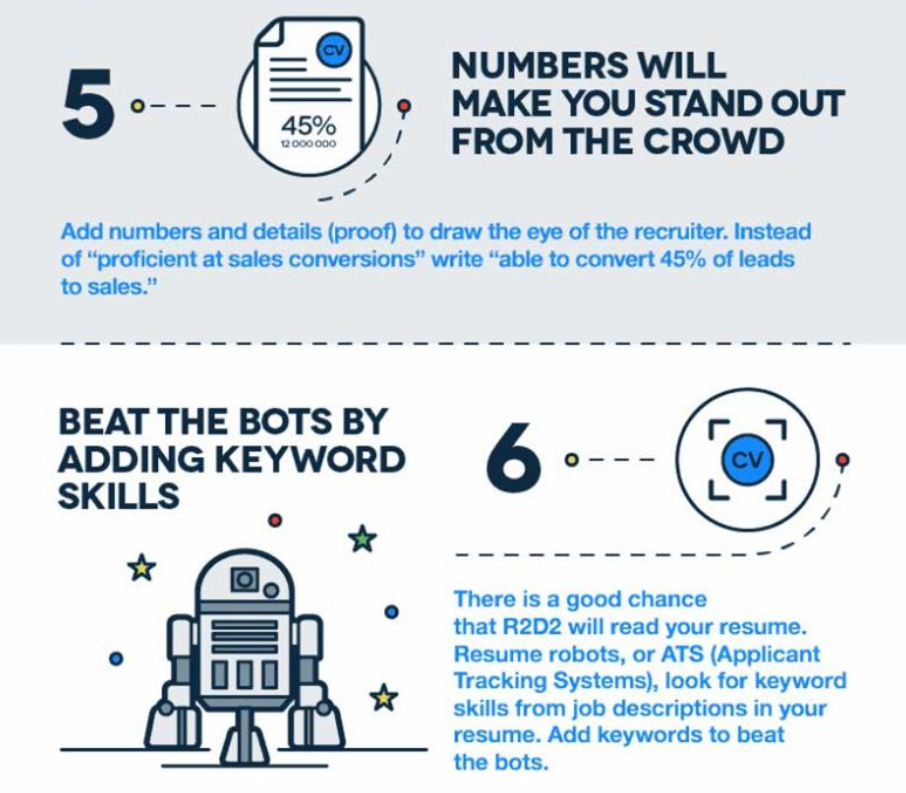 5
CV
45%
12 000 000
NUMBERS WILL
MAKE YOU STAND OUT
FROM THE CROWD
Add numbers and details (proof) to draw the eye of the recruiter. Instead
of “proficient at sales conversions” write “able to convert 45% of leads
to sales.”
BEAT THE BOTS BY
ADDING KEYWORD
SKILLS
6
CV
There is a good chance
that R2D2 will read your resume.
Resume robots, or ATS (Applicant
Tracking Systems), look for keyword
skills from job descriptions in your
resume. Add keywords to beat
the bots.